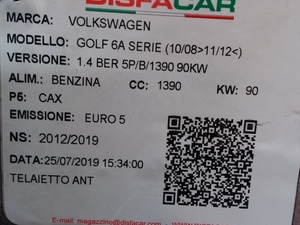 DISFACAR
MARCA: VOLKSWAGEN
MODELLO: GOLF 6A SERIE (10/08>11/12<)
VERSIONE: 1.4 BER 5P/B/1390 90KW
ALIM.: BENZINA CC: 1390 KW: 90
P5: CAX
EMISSIONE: EURO 5
NS: 2012/2019
DATA:25/07/2019 15:34:00
TELAIETTO ANT
E-mail: magazzino@disfacar.com -